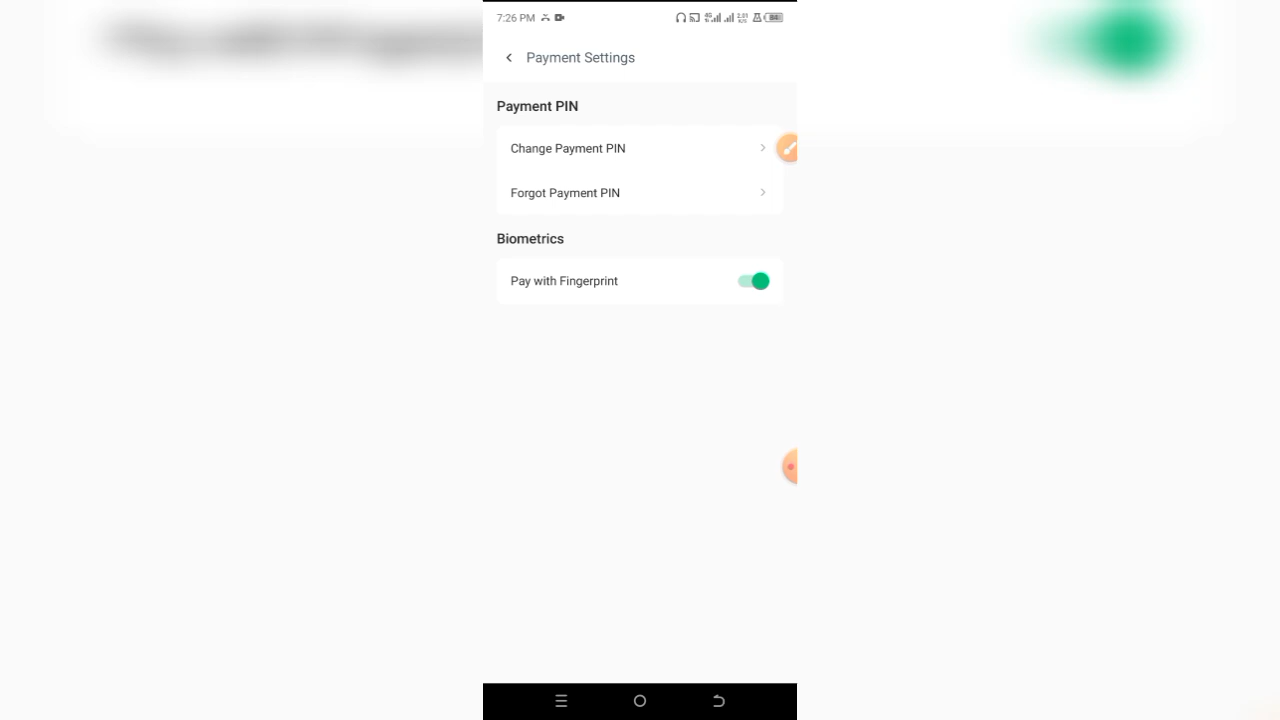 7:26 PM
Payment Settings
Payment PIN
Change Payment PIN
Forgot Payment PIN
Biometrics
Pay with Fingerprint